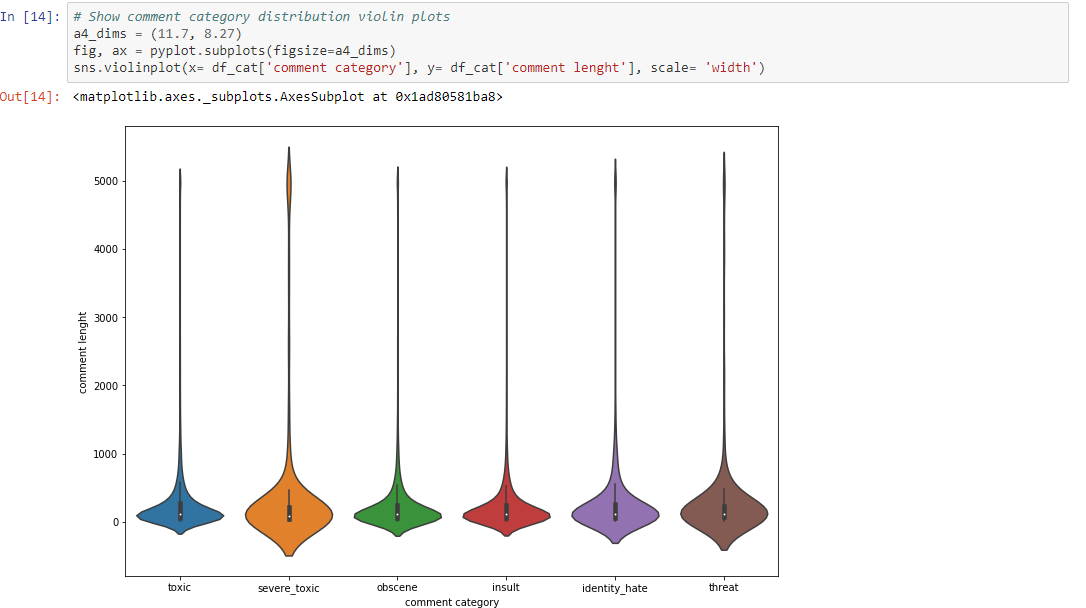 In [14]: # Show comment category distribution violin plots
a4_dims = (11.7, 8.27)
fig, ax = pyplot.subplots(figsize=a4_dims)
sns.violinplot(x= df_cat['comment category'], y= df_cat['comment lenght'], scale= 'width')
Out[14]: <matplotlib.axes._subplots.AxesSubplot at 0x1ad80581ba8>
5000
4000
3000
2000
1000
0
comment lenght
toxic severe_toxic obscene insult identity_hate threat
comment category